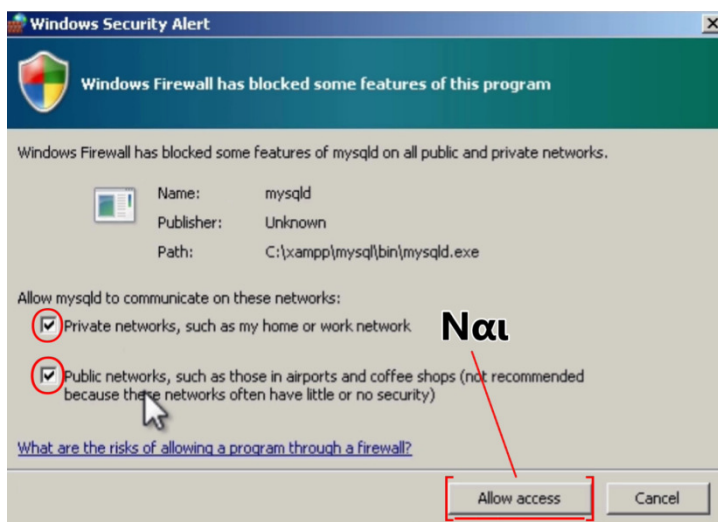 Windows Security Alert
Windows Firewall has blocked some features of this program
Windows Firewall has blocked some features of mysqld on all public and private networks.
Name: mysqld
Publisher: Unknown
Path: C:\xampp\mysql\bin\mysqld.exe
Allow mysqld to communicate on these networks:
Private networks, such as my home or work network
Ναι
Public networks, such as those in airports and coffee shops (not recommended
because these networks often have little or no security)
What are the risks of allowing a program through a firewall?
Allow access Cancel